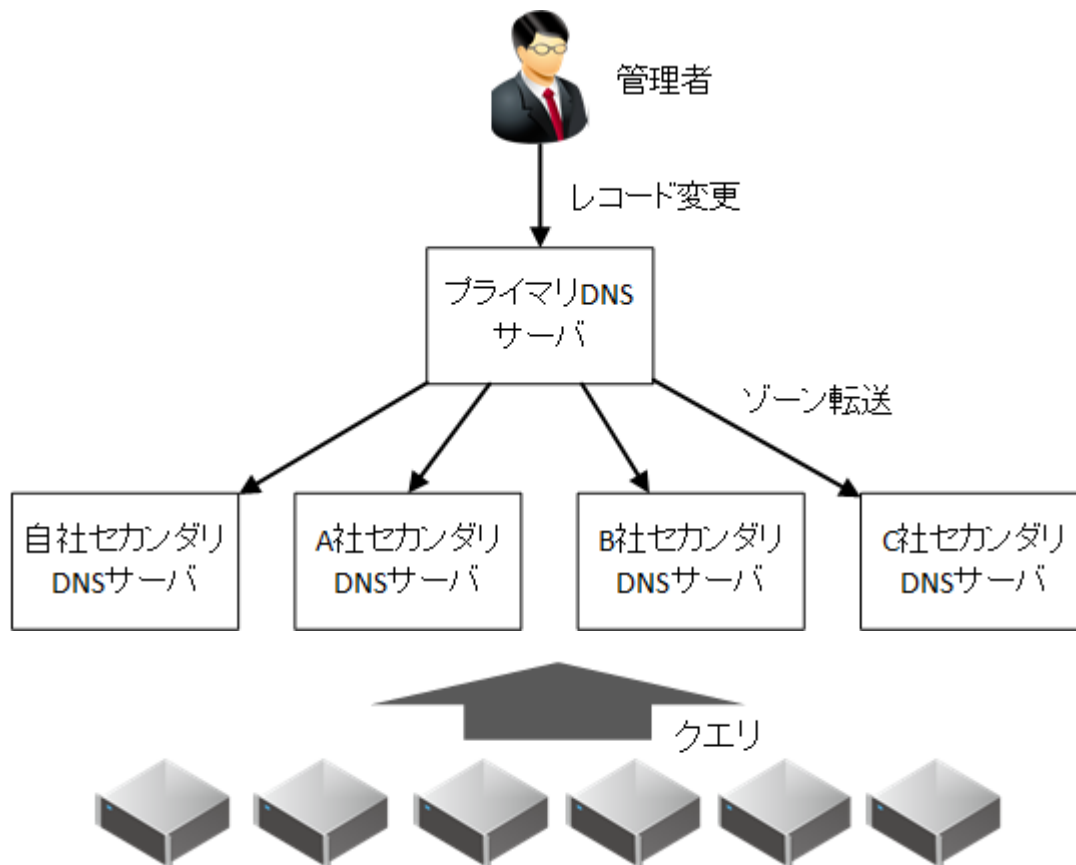 管理者
レコード変更
プライマリDNS
サーバ
ゾーン転送
自社セカンダリ
DNSサーバ
A社セカンダリ
DNSサーバ
B社セカンダリ
DNSサーバ
C社セカンダリ
DNSサーバ
クエリ